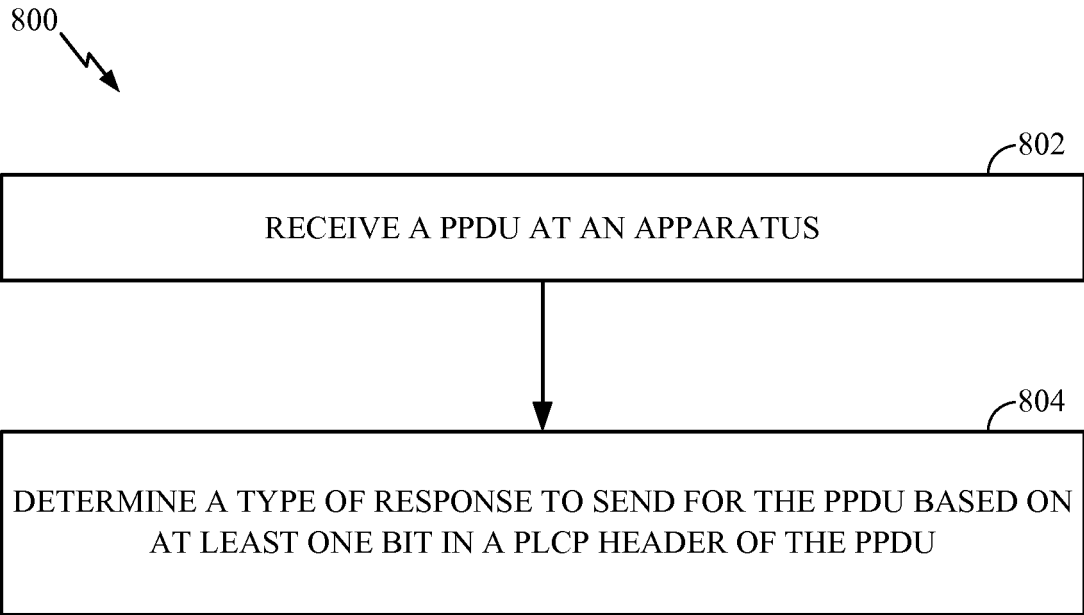 800
802
RECEIVE A PPDU AT AN APPARATUS
804
DETERMINE A TYPE OF RESPONSE TO SEND FOR THE PPDU BASED ON
AT LEAST ONE BIT IN A PLCP HEADER OF THE PPDU